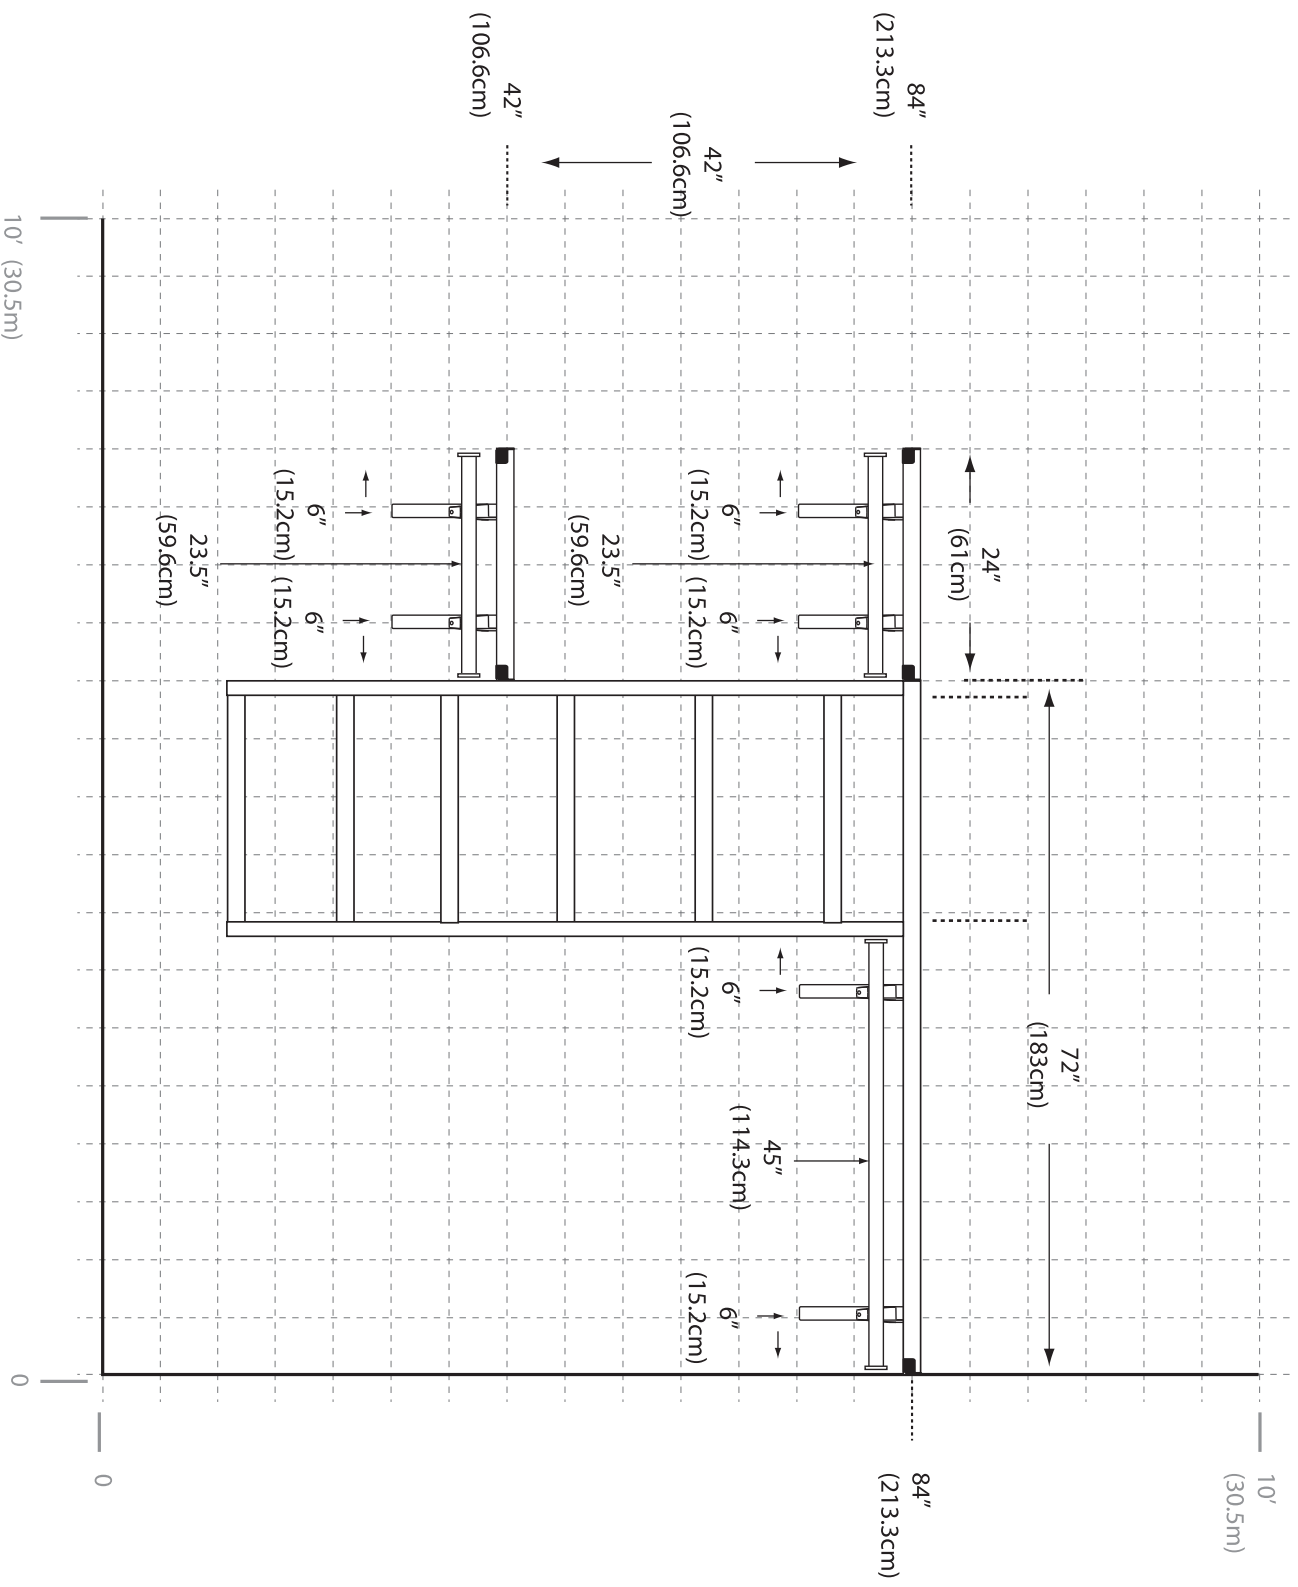 10’
(30.5m)
72”
(183cm)
24”
(61cm)
84”
(213.3cm)
84”
(213.3cm)
42”
(106.6cm)
6”
(15.2cm)
6”
(15.2cm)
6”
(15.2cm)
45”
(114.3cm)
6”
(15.2cm)
23.5”
(59.6cm)
42”
(106.6cm)
6”
(15.2cm)
6”
(15.2cm)
23.5”
(59.6cm)
0
10’ (30.5m)
0